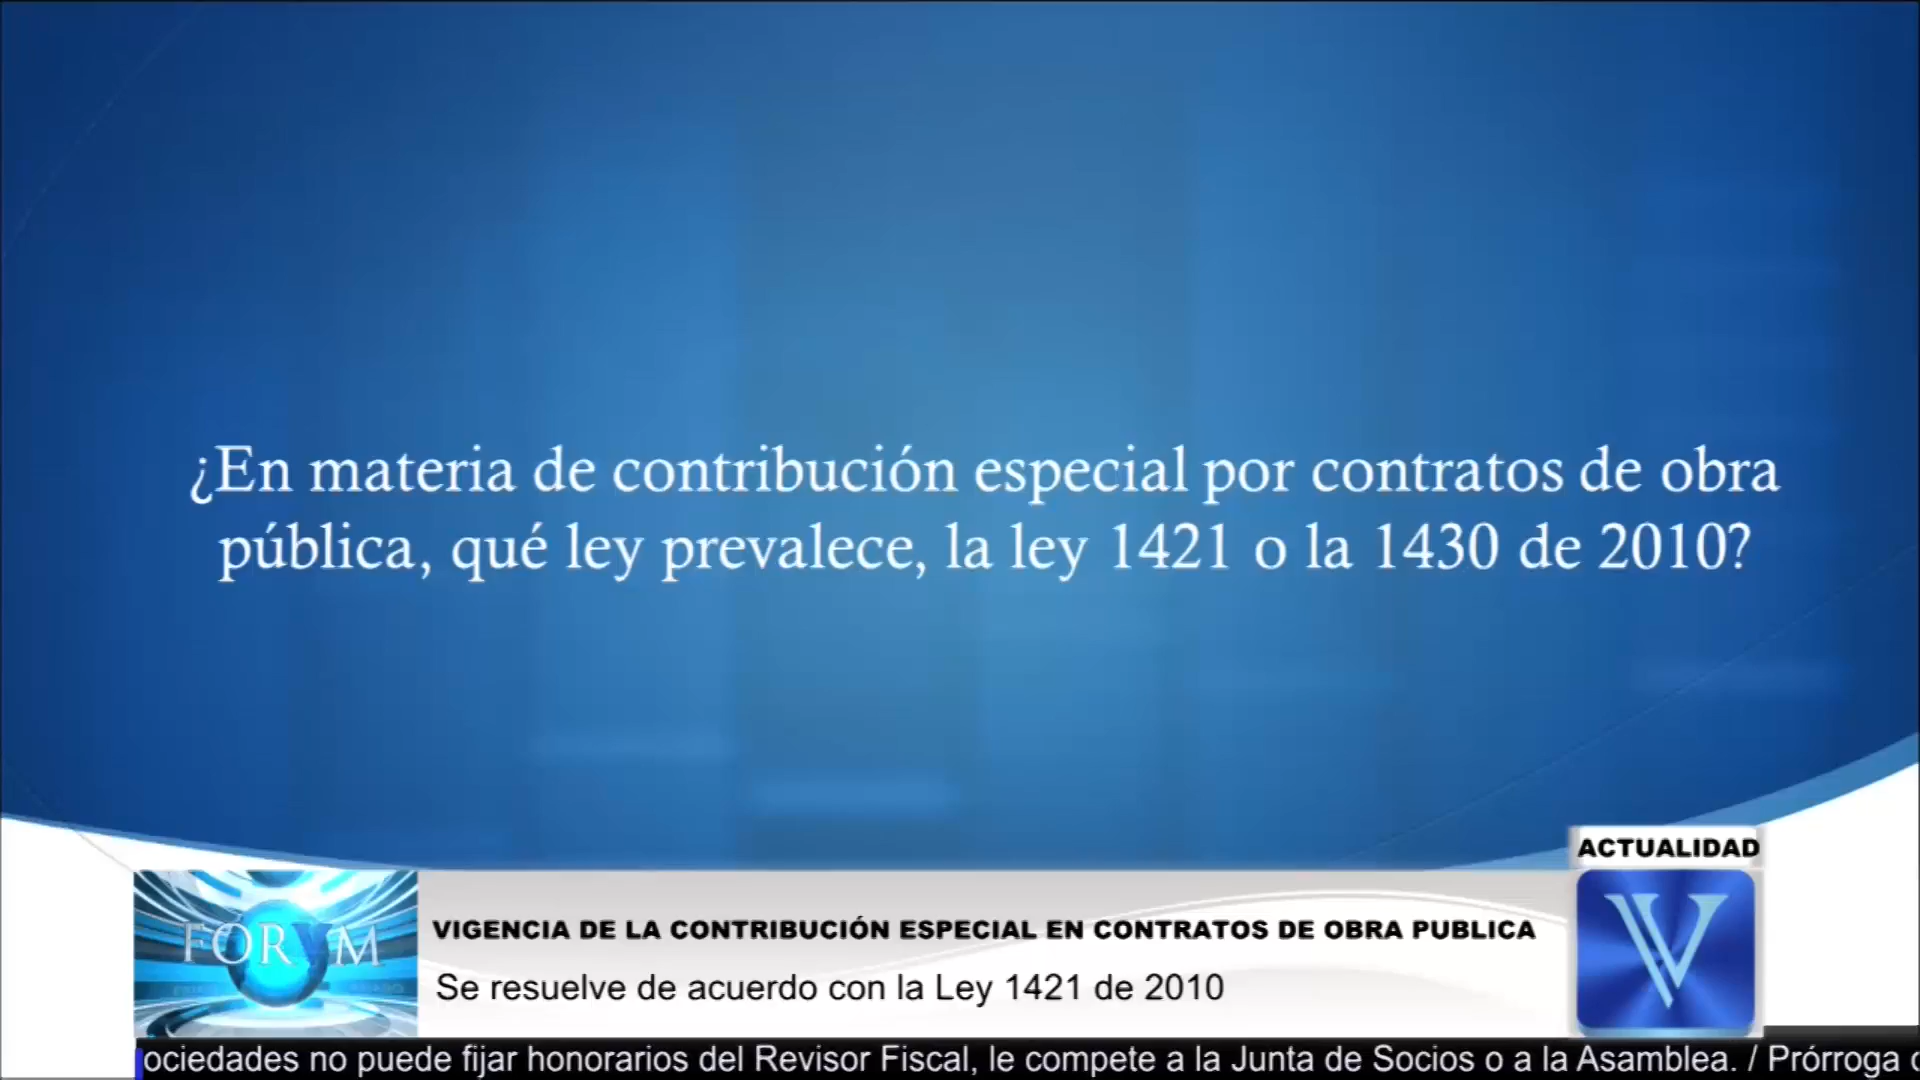 ¿En materia de contribución especial por contratos de obra
pública, qué ley prevalece, la ley 1421 o la 1430 de 2010?
ACTUALIDAD
FORVM
VIGENCIA DE LA CONTRIBUCIÓN ESPECIAL EN CONTRATOS DE OBRA PUBLICA
Se resuelve de acuerdo con la Ley 1421 de 2010
V
ociedades no puede fijar honorarios del Revisor Fiscal, le compete a la Junta de Socios o a la Asamblea. / Prórroga